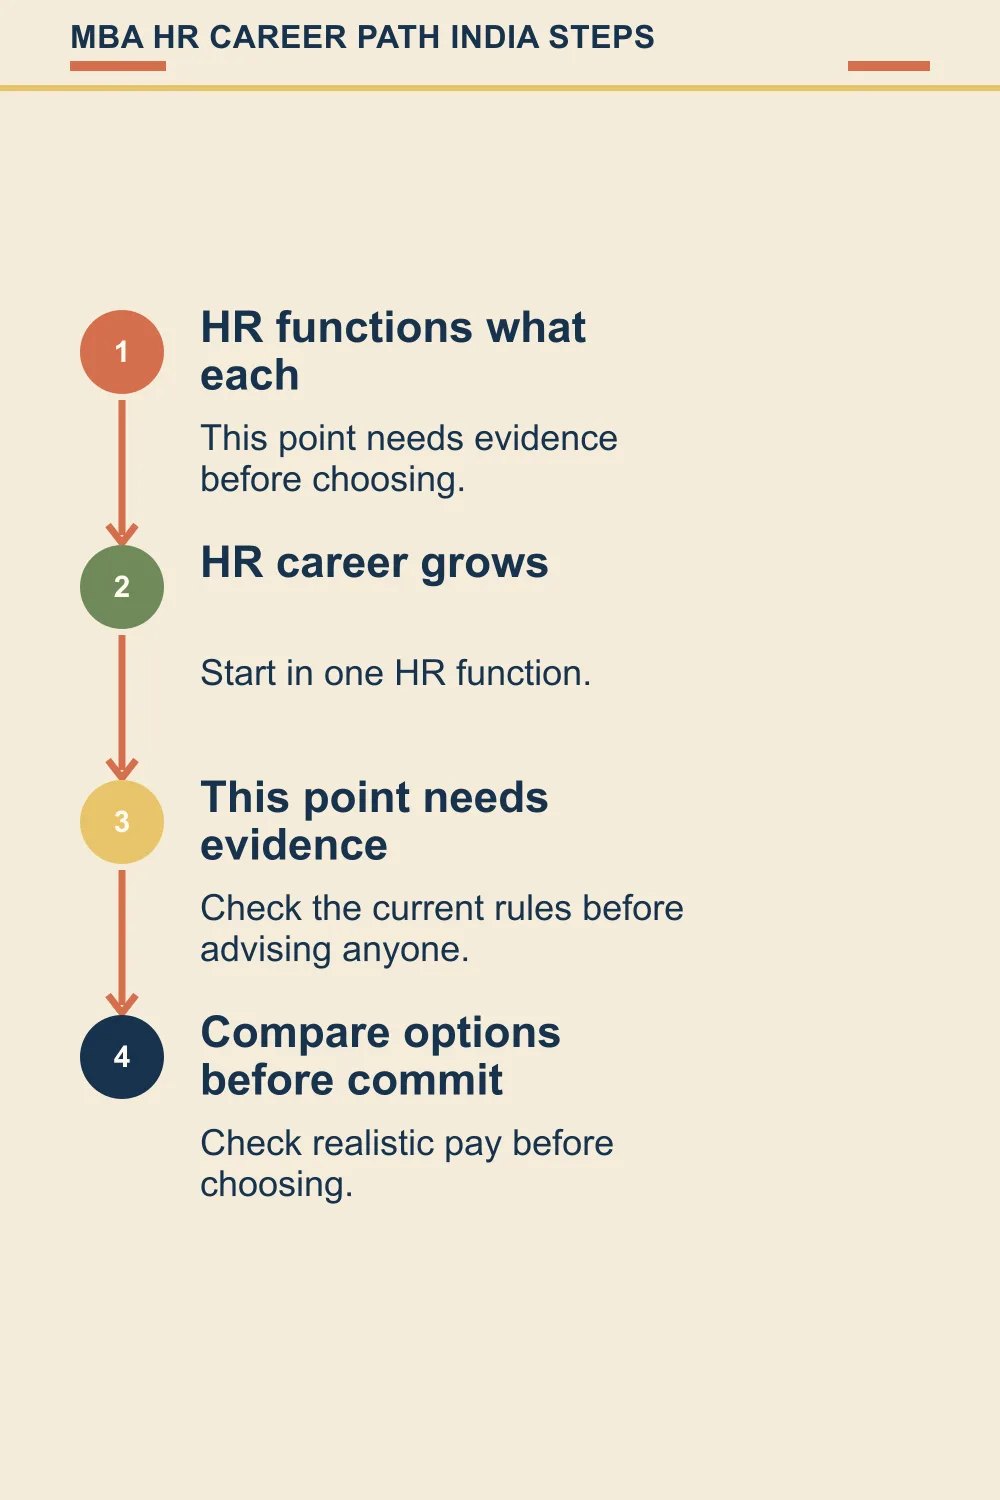 MBA HR CAREER PATH INDIA STEPS
1
HR functions what
each
This point needs evidence
before choosing.
2
HR career grows
Start in one HR function.
3
This point needs
evidence
Check the current rules before
advising anyone.
4
Compare options
before commit
Check realistic pay before
choosing.